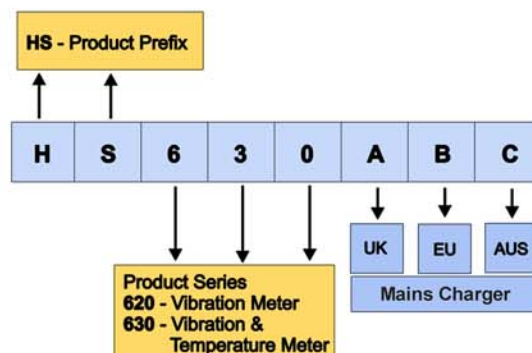 HS - Product Prefix
H S 6 3 0 A B C
UK EU AUS
Mains Charger
Product Series
620 - Vibration Meter
630 - Vibration &
Temperature Meter